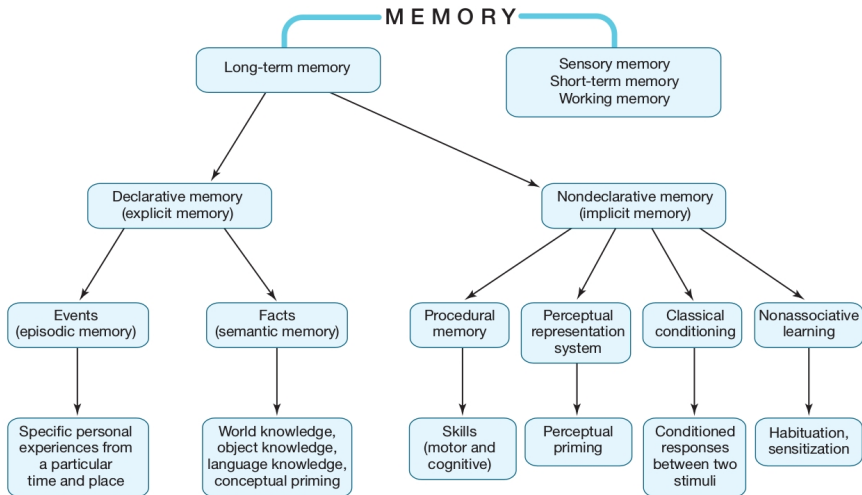 MEMORY
Long-term memory
Sensory memory
Short-term memory
Working memory
Declarative memory
(explicit memory)
Nondeclarative memory
(implicit memory)
Events
(episodic memory)
Facts
(semantic memory)
Procedural
memory
Perceptual
representation
system
Classical
conditioning
Nonassociative
learning
Specific personal
experiences from
a particular
time and place
World knowledge,
object knowledge,
language knowledge,
conceptual priming
Skills
(motor and
cognitive)
Perceptual
priming
Conditioned
responses
between two
stimuli
Habituation,
sensitization